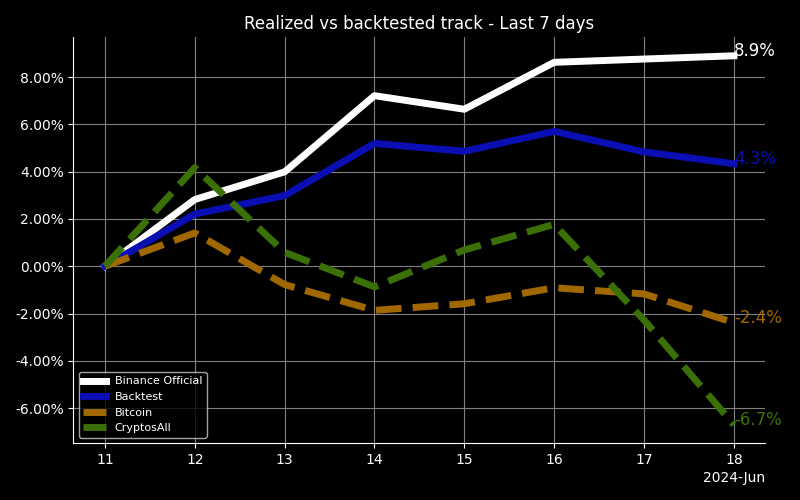 Realized vs backtested track - Last 7 days
8.9%
8.00%
6.00%
4.3%
4.00%
2.00%
0.00%
-2.00%
-2.4%
-4.00%
-6.00%
-6.7%
Binance Official
Backtest
Bitcoin
CryptosAll
11 12 13 14 15 16 17 18
2024-Jun